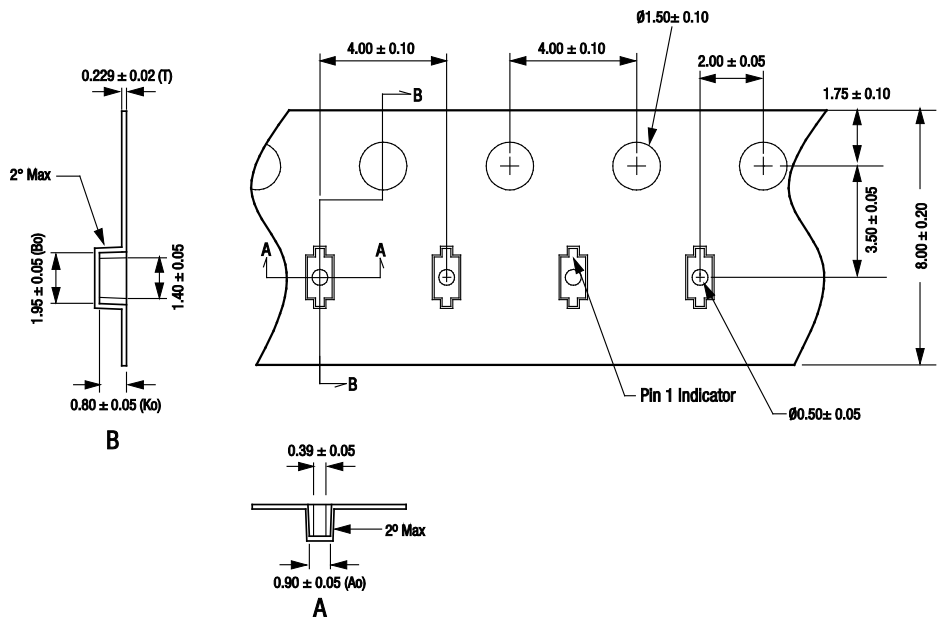 Ø1.50± 0.10
4.00 ± 0.10
4.00 ± 0.10
2.00 ± 0.05
0.229 ± 0.02 (T)
1.75 ± 0.10
B
2° Max
3.50 ± 0.05
8.00 ± 0.20
A
A
1.95 ± 0.05 (Bo)
1.40 ± 0.05
B
Pin 1 Indicator
0.80 ± 0.05 (Ko)
Ø0.50± 0.05
B
0.39 ± 0.05
2º Max
0.90 ± 0.05 (Ao)
A